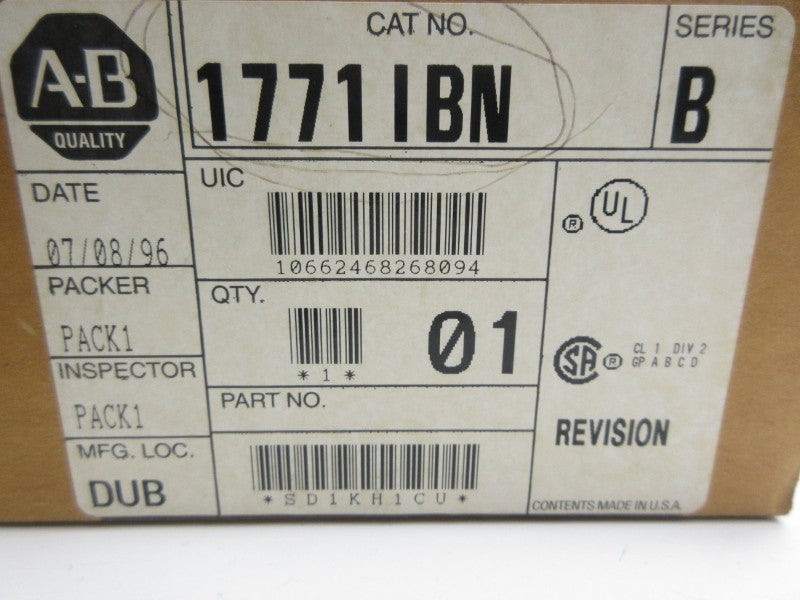 A-B
QUALITY
CAT NO.
1771IBN
SERIES
B
DATE
07/08/96
PACKER
PACK1
INSPECTOR
PACK1
MFG. LOC.
DUB
UIC
10662468268094
QTY.
*1*
01
PART NO.
*SD1KH1CU*
® UL
SA ® CL 1 DIV 2
GP A B C D
REVISION
CONTENTS MADE IN U.S.A.